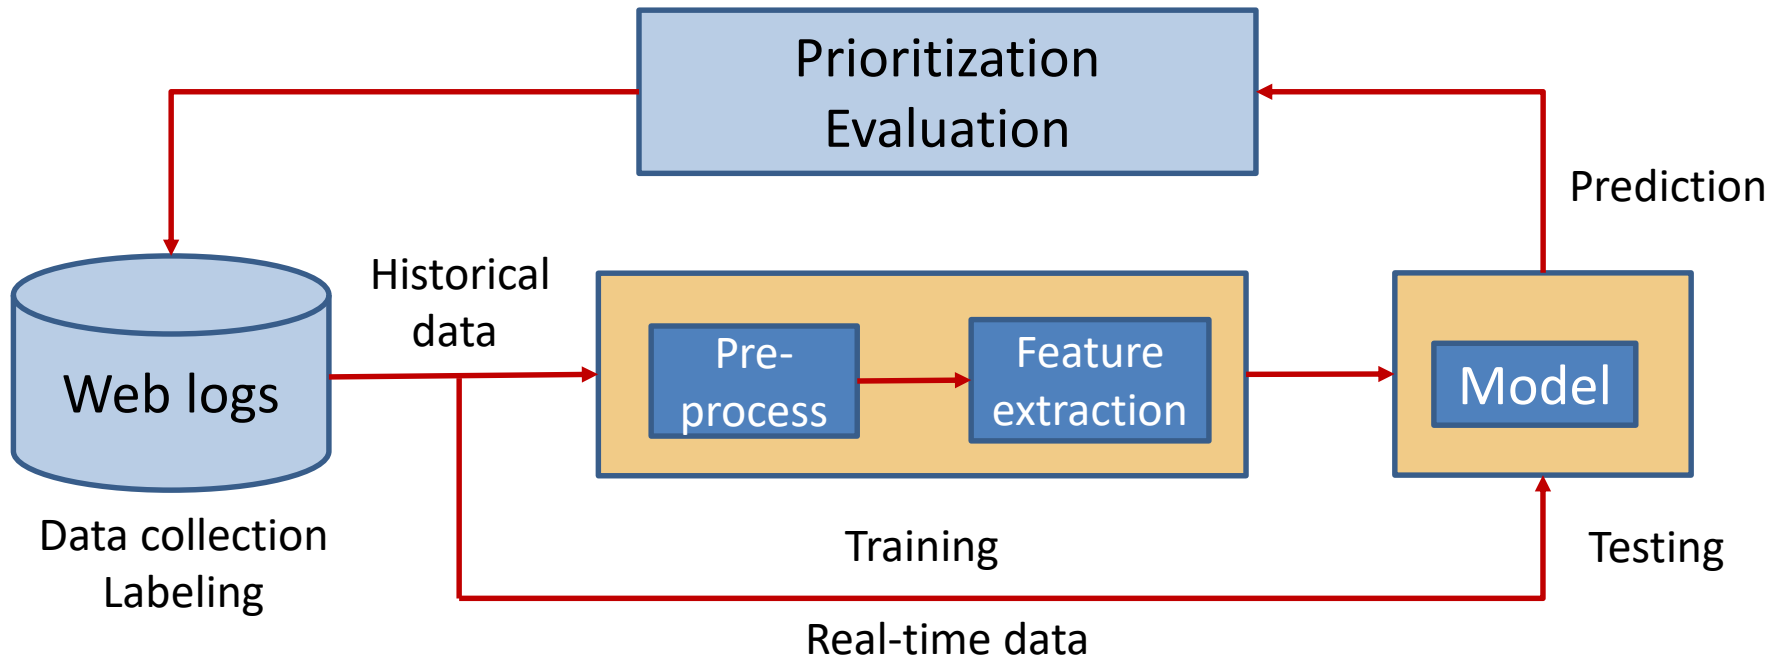 Prioritization
Evaluation
Prediction
Historical
data
Web logs
Pre-
process
Feature
extraction
Model
Data collection
Labeling
Training
Testing
Real-time data